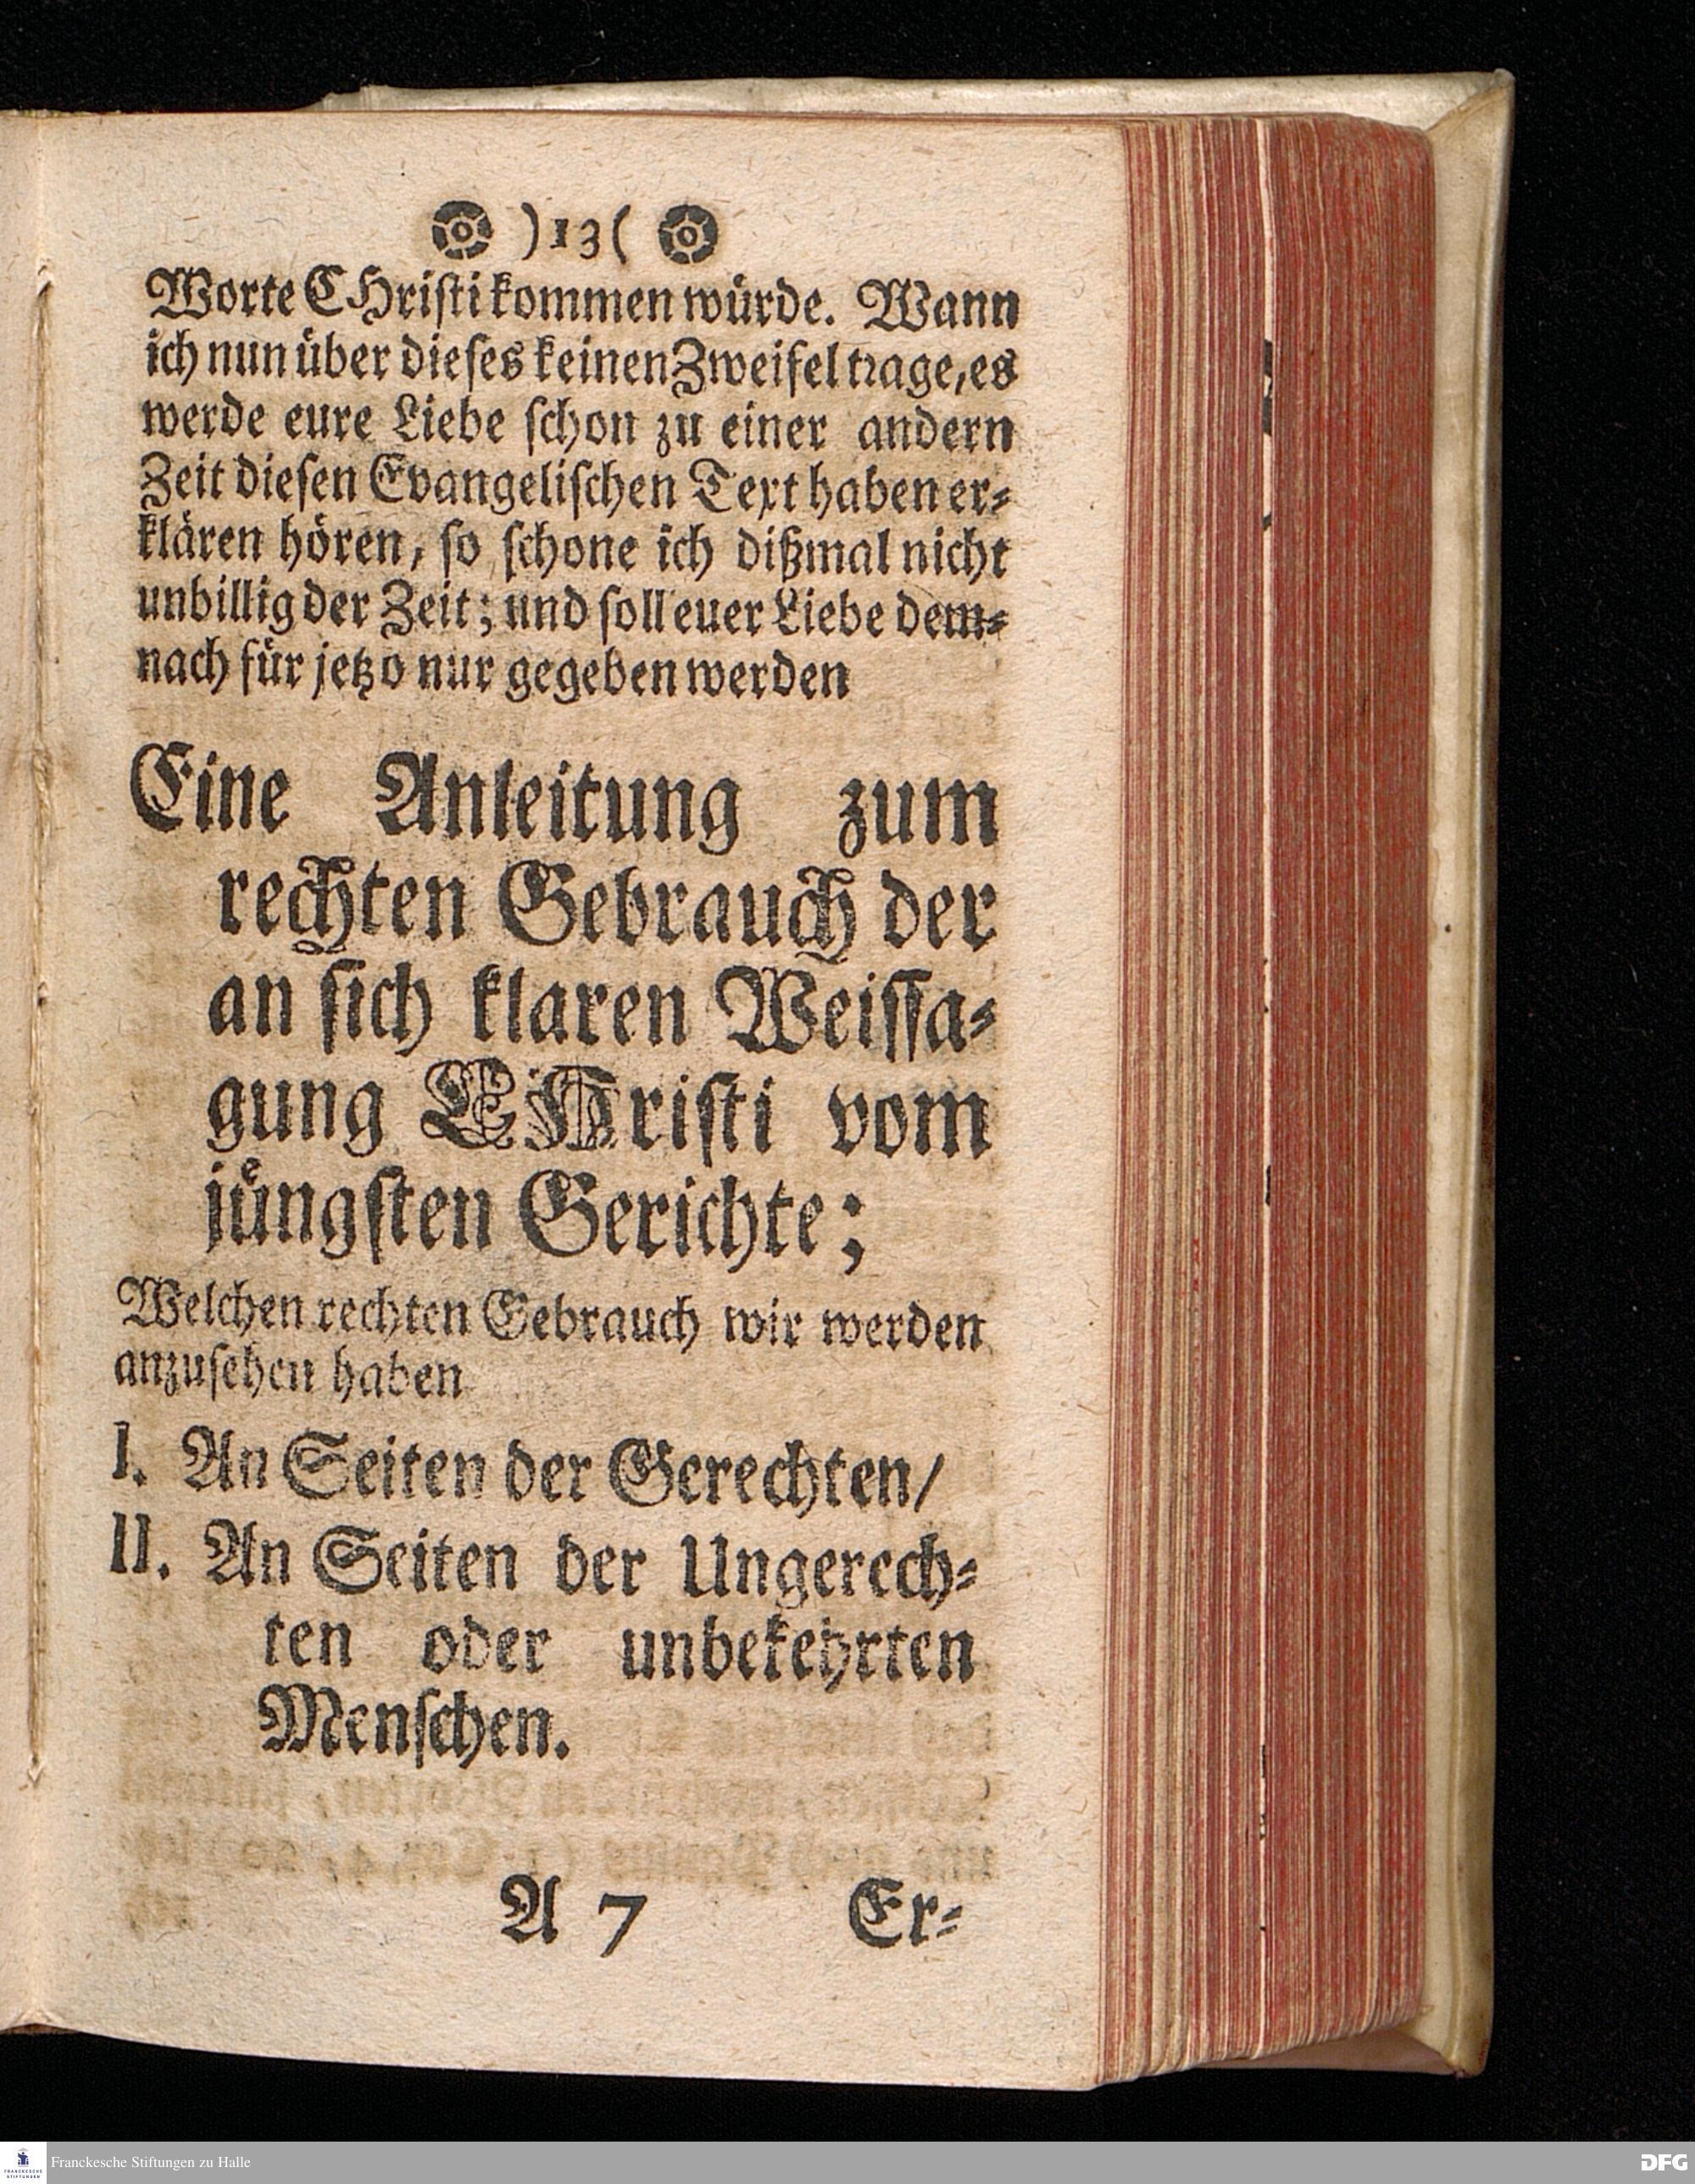 )13(
Worte CHriſti kommen würde. Wann
ich nun über dieſes keinen Zweifel trage, es
werde eure Liebe ſchon zu einer andern
Zeit dieſen Evangeliſchen Text haben er⸗
klären hören, ſo ſchone ich dißmal nicht
unbillig der Zeit; und ſoll euer Liebe dem⸗
nach für jetzo nur gegeben werden
Eine Anleitung zum
rechten Gebrauch der
an ſich klaren Weiſſa⸗
gung CHriſti vom
jüngſten Gerichte;
Welchen rechten Gebrauch wir werden
anzuſehen haben
I. An Seiten der Gerechten/
II. An Seiten der Ungerech⸗
ten oder unbekehrten
Menſchen.
A 7 Er⸗
FRANCKESCHE STIFTUNGEN
Franckesche Stiftungen zu Halle
DFG